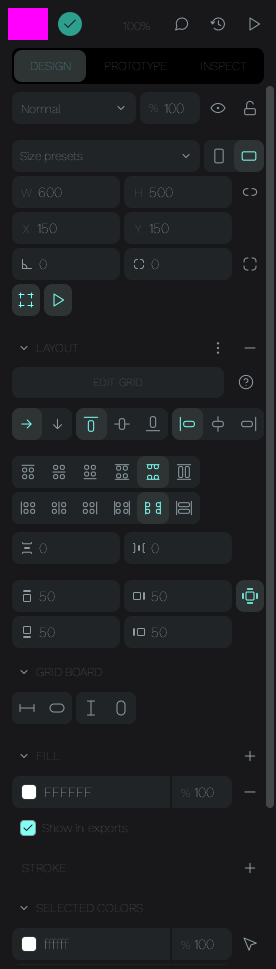 100%
DESIGN PROTOTYPE INSPECT
Normal % 100
Size presets
W 600 H 500
X 150 Y 150
0 0
LAYOUT
EDIT GRID
0 0
50 50
50 50
GRID BOARD
FILL
FFFFFF % 100
Show in exports
STROKE
SELECTED COLORS
ffffff % 100